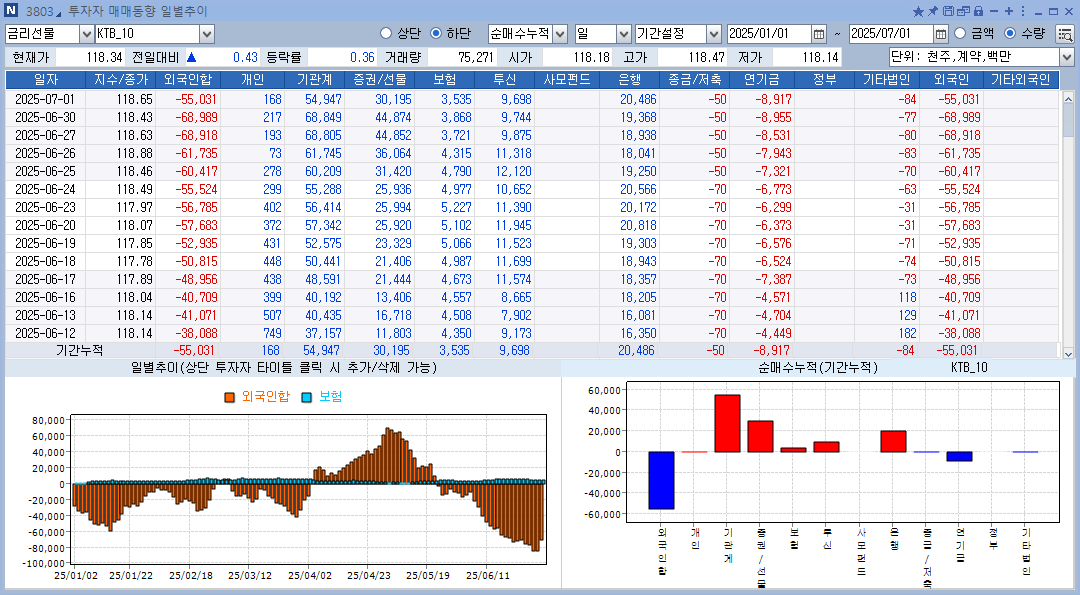 N 3803 투자자 매매동향 일별추이
금리선물 KTB_10 상단 하단 순매수누적 일 기간설정 2025/01/01 ~ 2025/07/01 금액 수량
현재가 118.34 전일대비 ▲ 0.43 등락률 0.36 거래량 75,271 시가 118.18 고가 118.47 저가 118.14 단위: 천주,계약,백만
일자 지수/종가 외국인합 개인 기관계 증권/선물 보험 투신 사모펀드 은행 종금/저축 연기금 정부 기타법인 외국인 기타외국인
2025-07-01 118.65 -55,031 168 54,947 30,195 3,535 9,698 20,486 -50 -8,917 -84 -55,031
2025-06-30 118.43 -68,989 217 68,849 44,874 3,868 9,744 19,368 -50 -8,955 -77 -68,989
2025-06-27 118.63 -68,918 193 68,805 44,852 3,721 9,875 18,938 -50 -8,531 -80 -68,918
2025-06-26 118.88 -61,735 73 61,745 36,064 4,315 11,318 18,041 -50 -7,943 -83 -61,735
2025-06-25 118.46 -60,417 278 60,209 31,420 4,790 12,120 19,250 -50 -7,321 -70 -60,417
2025-06-24 118.49 -55,524 299 55,288 25,936 4,977 10,652 20,566 -70 -6,773 -63 -55,524
2025-06-23 117.97 -56,785 402 56,414 25,994 5,227 11,390 20,172 -70 -6,299 -31 -56,785
2025-06-20 118.07 -57,683 372 57,342 25,920 5,102 11,945 20,818 -70 -6,373 -31 -57,683
2025-06-19 117.85 -52,935 431 52,575 23,329 5,066 11,523 19,303 -70 -6,576 -71 -52,935
2025-06-18 117.78 -50,815 448 50,441 21,406 4,987 11,699 18,943 -70 -6,524 -74 -50,815
2025-06-17 117.89 -48,956 438 48,591 21,444 4,673 11,574 18,357 -70 -7,387 -73 -48,956
2025-06-16 118.04 -40,709 399 40,192 13,406 4,557 8,665 18,205 -70 -4,571 118 -40,709
2025-06-13 118.14 -41,071 507 40,435 16,718 4,508 7,902 16,081 -70 -4,704 129 -41,071
2025-06-12 118.14 -38,088 749 37,157 11,803 4,350 9,173 16,350 -70 -4,449 182 -38,088
기간누적 -55,031 168 54,947 30,195 3,535 9,698 20,486 -50 -8,917 -84 -55,031
일별추이(상단 투자자 타이틀 클릭 시 추가/삭제 가능)
외국인합 보험
80,000
60,000
40,000
20,000
0
-20,000
-40,000
-60,000
-80,000
-100,000
25/01/02 25/01/22 25/02/18 25/03/12 25/04/02 25/04/23 25/05/19 25/06/11
순매수누적(기간누적) KTB_10
60,000
40,000
20,000
0
-20,000
-40,000
-60,000
외국인합 개인 기관계 증권/선물 보험 투신 사모펀드 은행 종금/저축 연기금 정부 기타법인